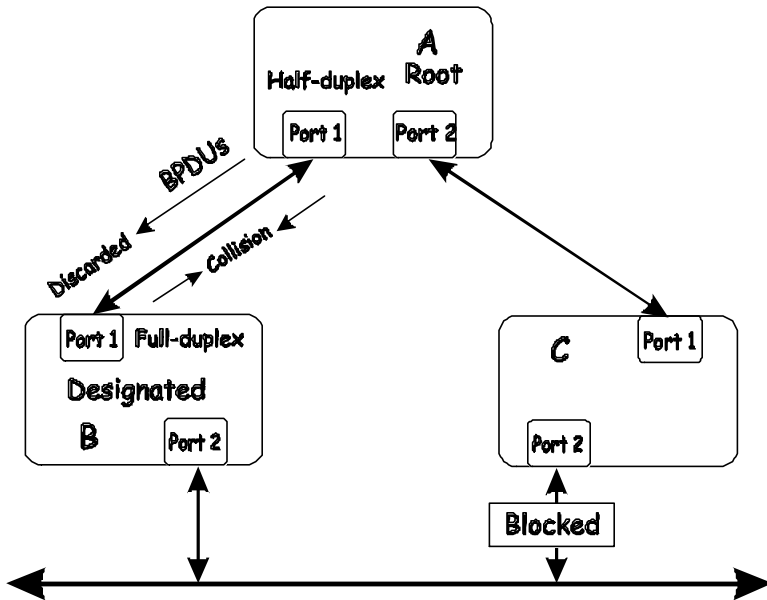 A
Half-duplex Root
Port 1 Port 2
BPDUs
Discarded
Collision
Port 1 Full-duplex
Designated
B
Port 2
C
Port 1
Port 2
Blocked